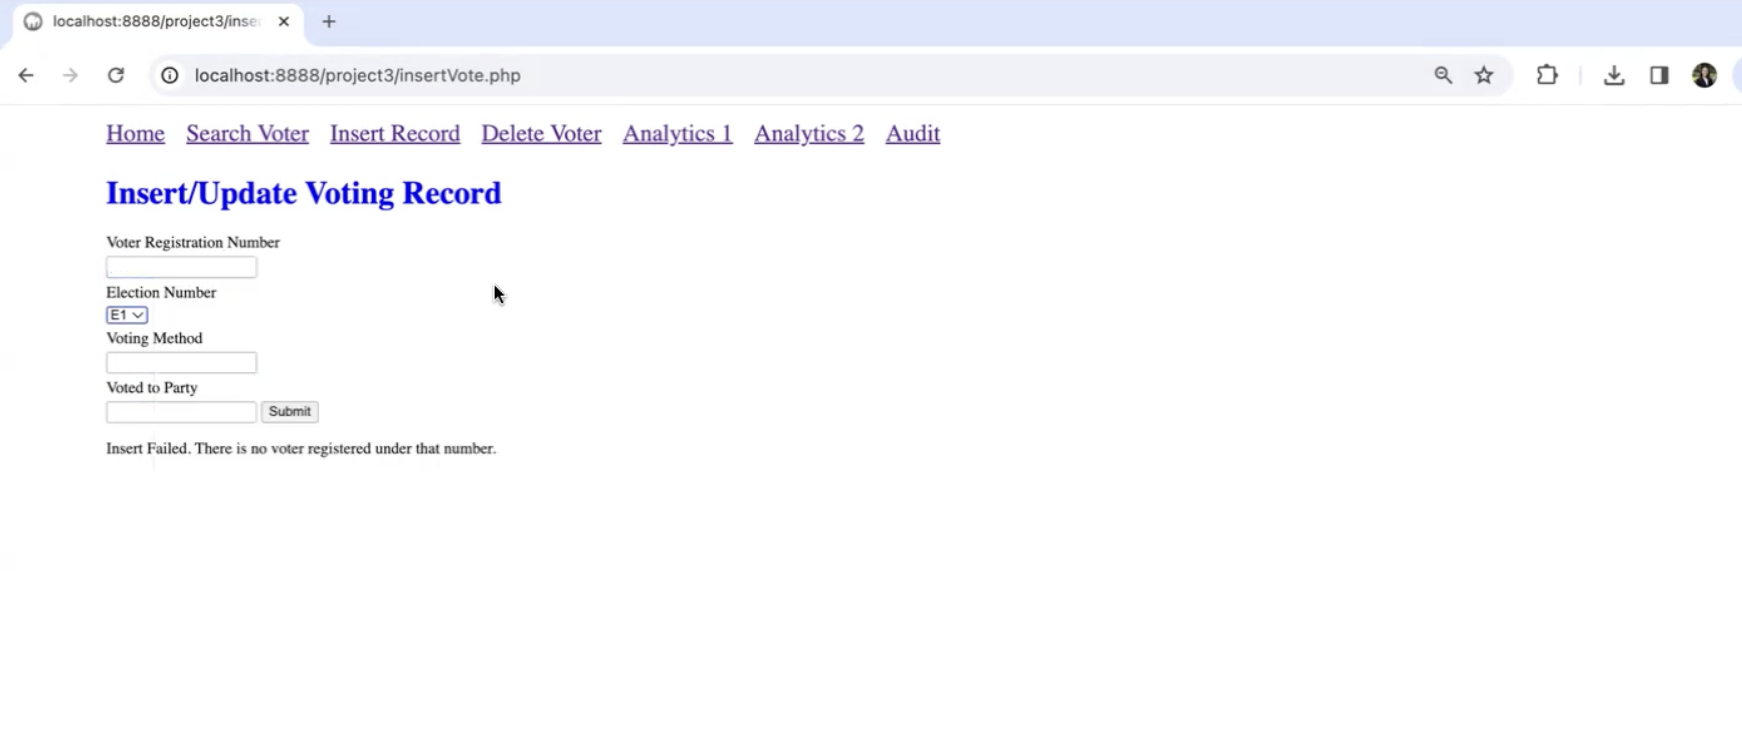 localhost:8888/project3/inse
localhost:8888/project3/insertVote.php
Home Search Voter Insert Record Delete Voter Analytics 1 Analytics 2 Audit
Insert/Update Voting Record
Voter Registration Number
Election Number
E1
Voting Method
Voted to Party
Submit
Insert Failed. There is no voter registered under that number.